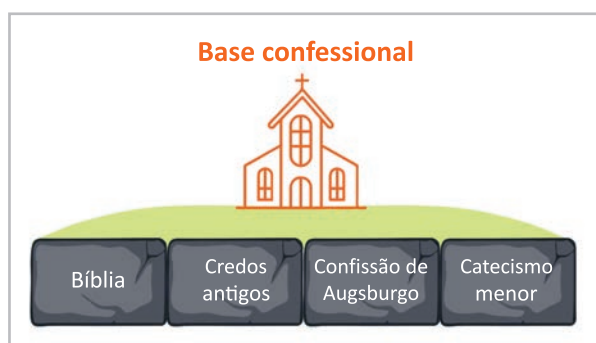 Base confessional
Bíblia
Credos
antigos
Confissão de
Augsburgo
Catecismo
menor